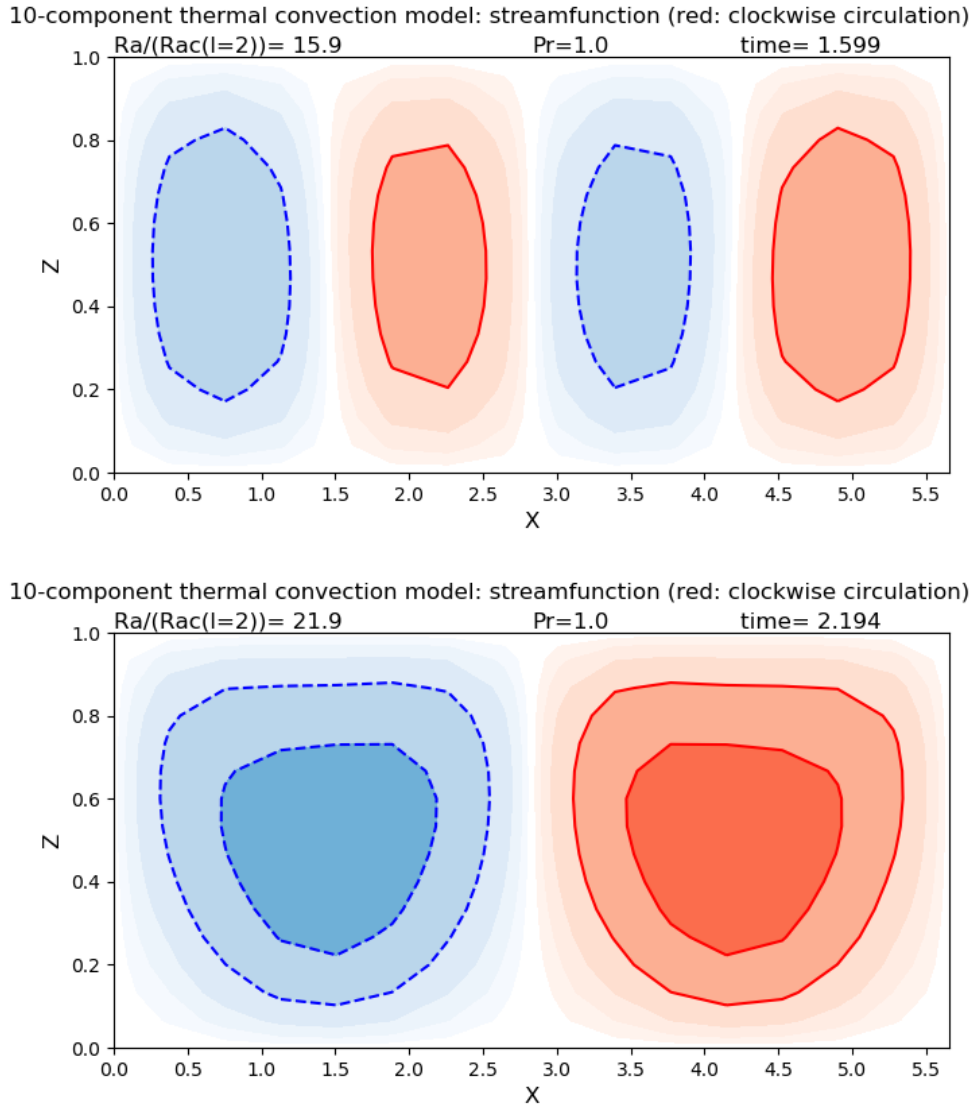 10-component thermal convection model: streamfunction (red: clockwise circulation)
Ra/(Rac(l=2))= 15.9 Pr=1.0 time= 1.599
1.0
0.8
0.6
Z
0.4
0.2
0.0
0.0 0.5 1.0 1.5 2.0 2.5 3.0 3.5 4.0 4.5 5.0 5.5
X
10-component thermal convection model: streamfunction (red: clockwise circulation)
Ra/(Rac(l=2))= 21.9 Pr=1.0 time= 2.194
1.0
0.8
0.6
Z
0.4
0.2
0.0
0.0 0.5 1.0 1.5 2.0 2.5 3.0 3.5 4.0 4.5 5.0 5.5
X